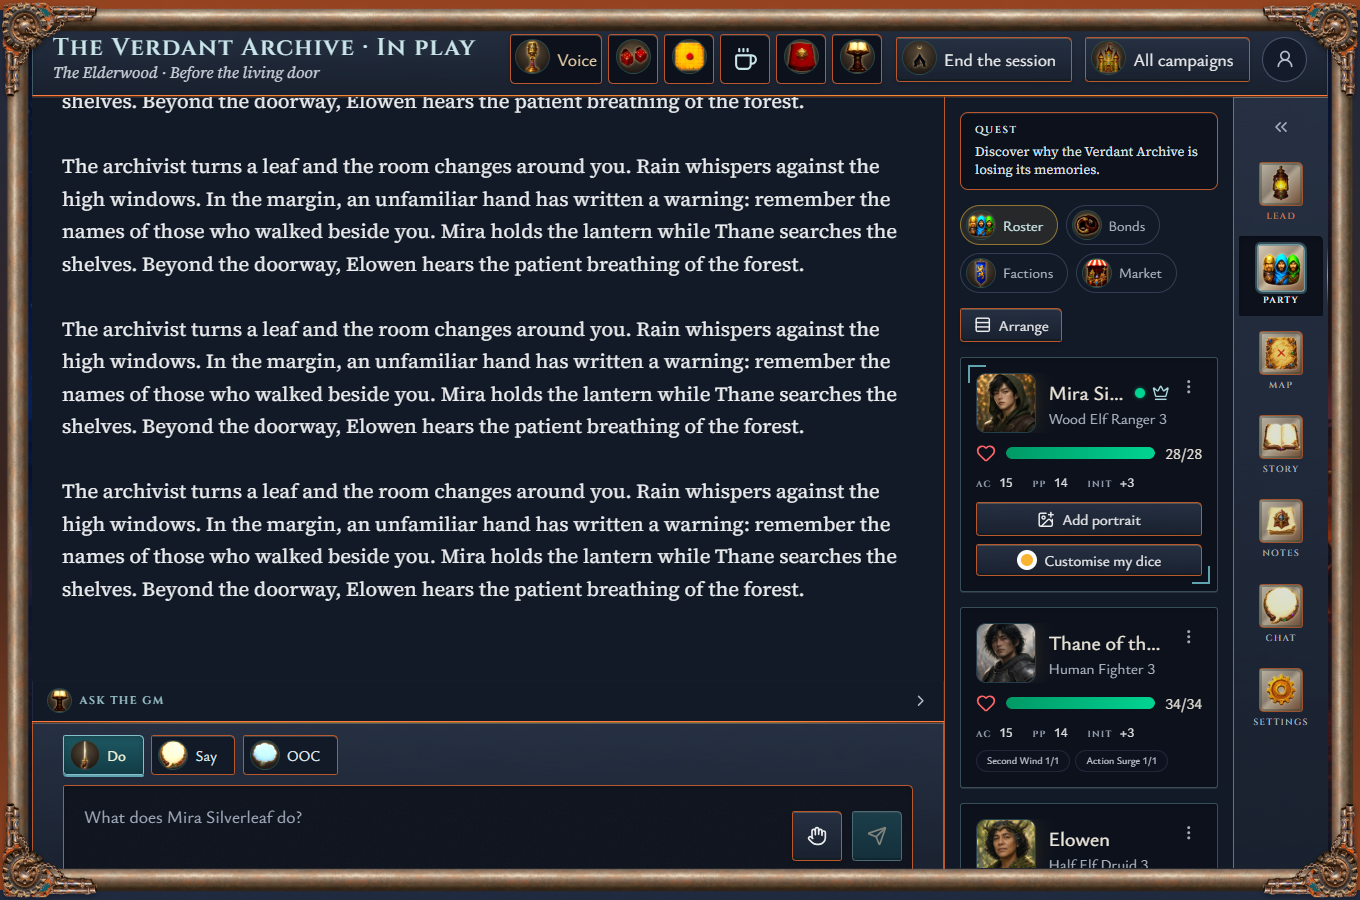 The Verdant Archive · In play
The Elderwood · Before the living door
Voice
End the session
All campaigns
shelves. Beyond the doorway, Elowen hears the patient breathing of the forest.
The archivist turns a leaf and the room changes around you. Rain whispers against the
high windows. In the margin, an unfamiliar hand has written a warning: remember the
names of those who walked beside you. Mira holds the lantern while Thane searches the
shelves. Beyond the doorway, Elowen hears the patient breathing of the forest.
The archivist turns a leaf and the room changes around you. Rain whispers against the
high windows. In the margin, an unfamiliar hand has written a warning: remember the
names of those who walked beside you. Mira holds the lantern while Thane searches the
shelves. Beyond the doorway, Elowen hears the patient breathing of the forest.
The archivist turns a leaf and the room changes around you. Rain whispers against the
high windows. In the margin, an unfamiliar hand has written a warning: remember the
names of those who walked beside you. Mira holds the lantern while Thane searches the
shelves. Beyond the doorway, Elowen hears the patient breathing of the forest.
ASK THE GM
Do
Say
OOC
What does Mira Silverleaf do?
QUEST
Discover why the Verdant Archive is
losing its memories.
Roster
Bonds
Factions
Market
Arrange
Mira Si...
Wood Elf Ranger 3
28/28
AC 15 PP 14 INIT +3
Add portrait
Customise my dice
Thane of th...
Human Fighter 3
34/34
AC 15 PP 14 INIT +3
Second Wind 1/1
Action Surge 1/1
Elowen
Half Elf Druid 3
LEAD
PARTY
MAP
STORY
NOTES
CHAT
SETTINGS